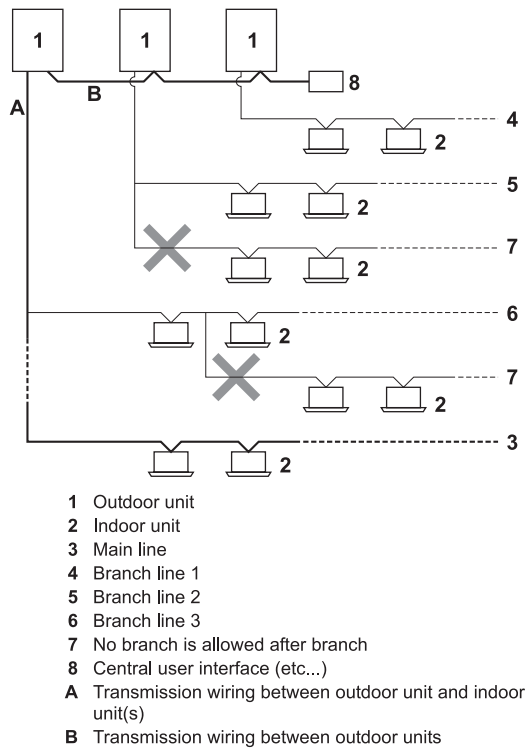 1 1 1
A B 8
4
2
5
2
7
2
6
2
7
2
3
2
1 Outdoor unit
2 Indoor unit
3 Main line
4 Branch line 1
5 Branch line 2
6 Branch line 3
7 No branch is allowed after branch
8 Central user interface (etc...)
A Transmission wiring between outdoor unit and indoor
unit(s)
B Transmission wiring between outdoor units